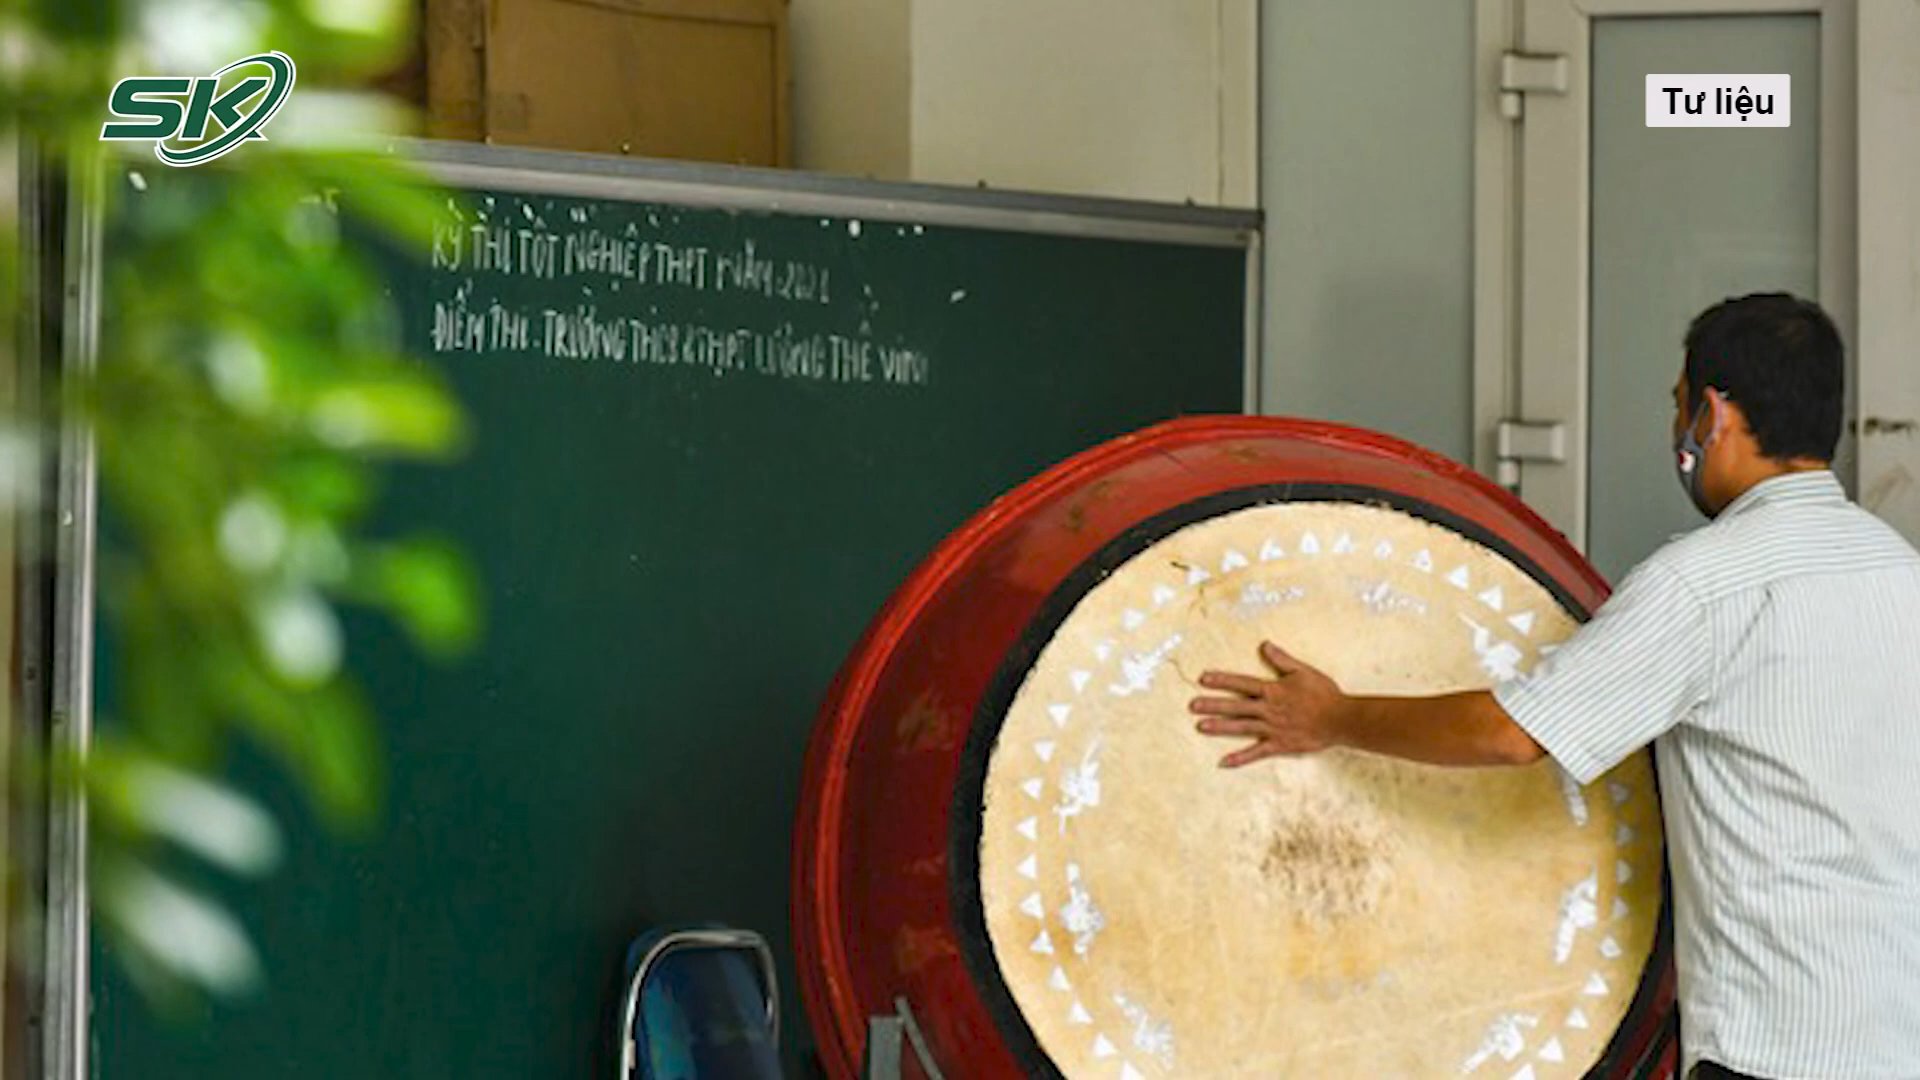 SK
Tư liệu
KỲ THI TỐT NGHIỆP THPT NĂM 2021
ĐIỂM THI: TRƯỜNG THCS & THPT LƯƠNG THẾ VINH